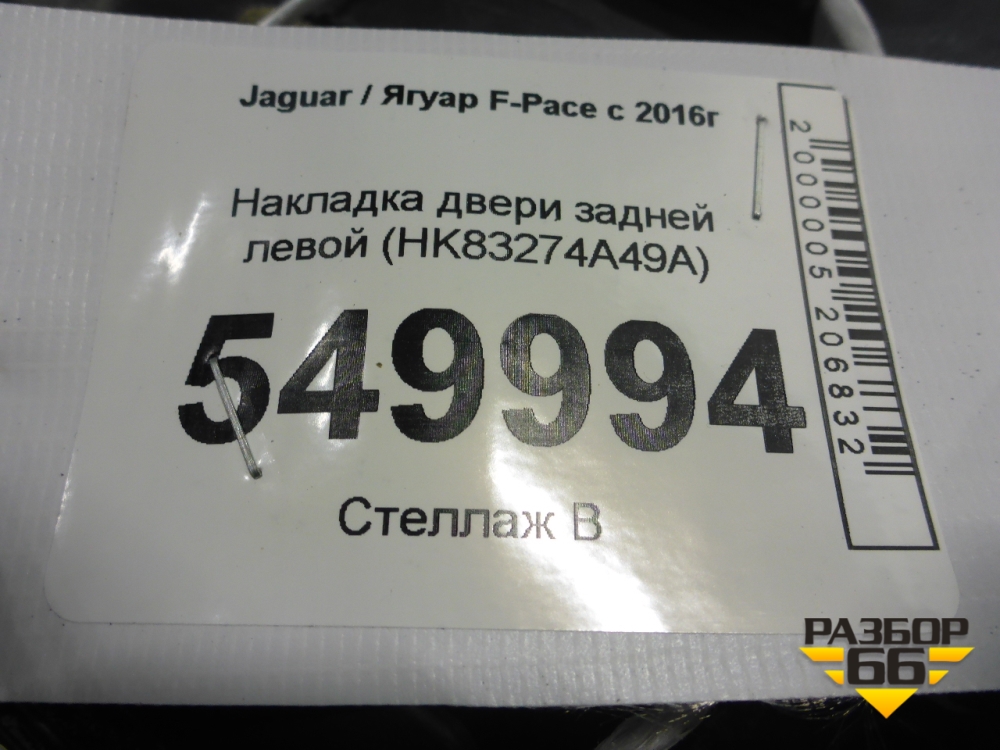 Jaguar / Ягуар F-Pace с 2016г
Накладка двери задней
левой (HK83274A49A)
549994
Стеллаж В
2000005206832
РАЗБОР
66